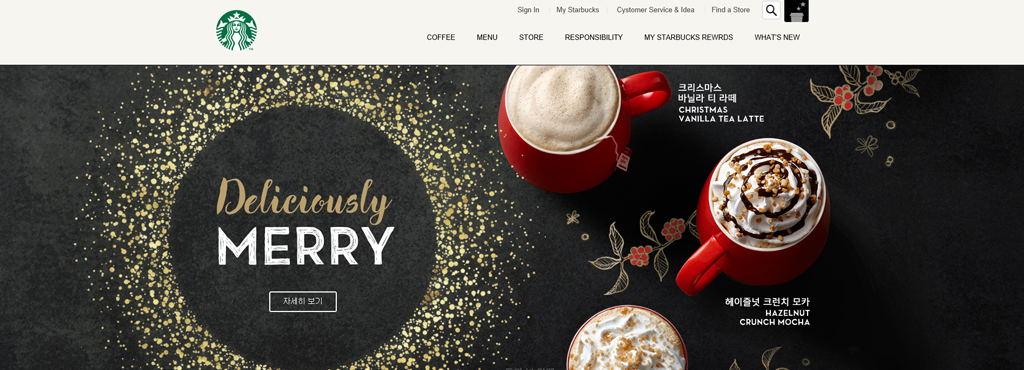 Sign In
My Starbucks
Customer Service & Idea
Find a Store
COFFEE
MENU
STORE
RESPONSIBILITY
MY STARBUCKS REWRDS
WHAT'S NEW
크리스마스
바닐라 티 라떼
CHRISTMAS
VANILLA TEA LATTE
Deliciously
MERRY
자세히 보기
헤이즐넛 크런치 모카
HAZELNUT
CRUNCH MOCHA